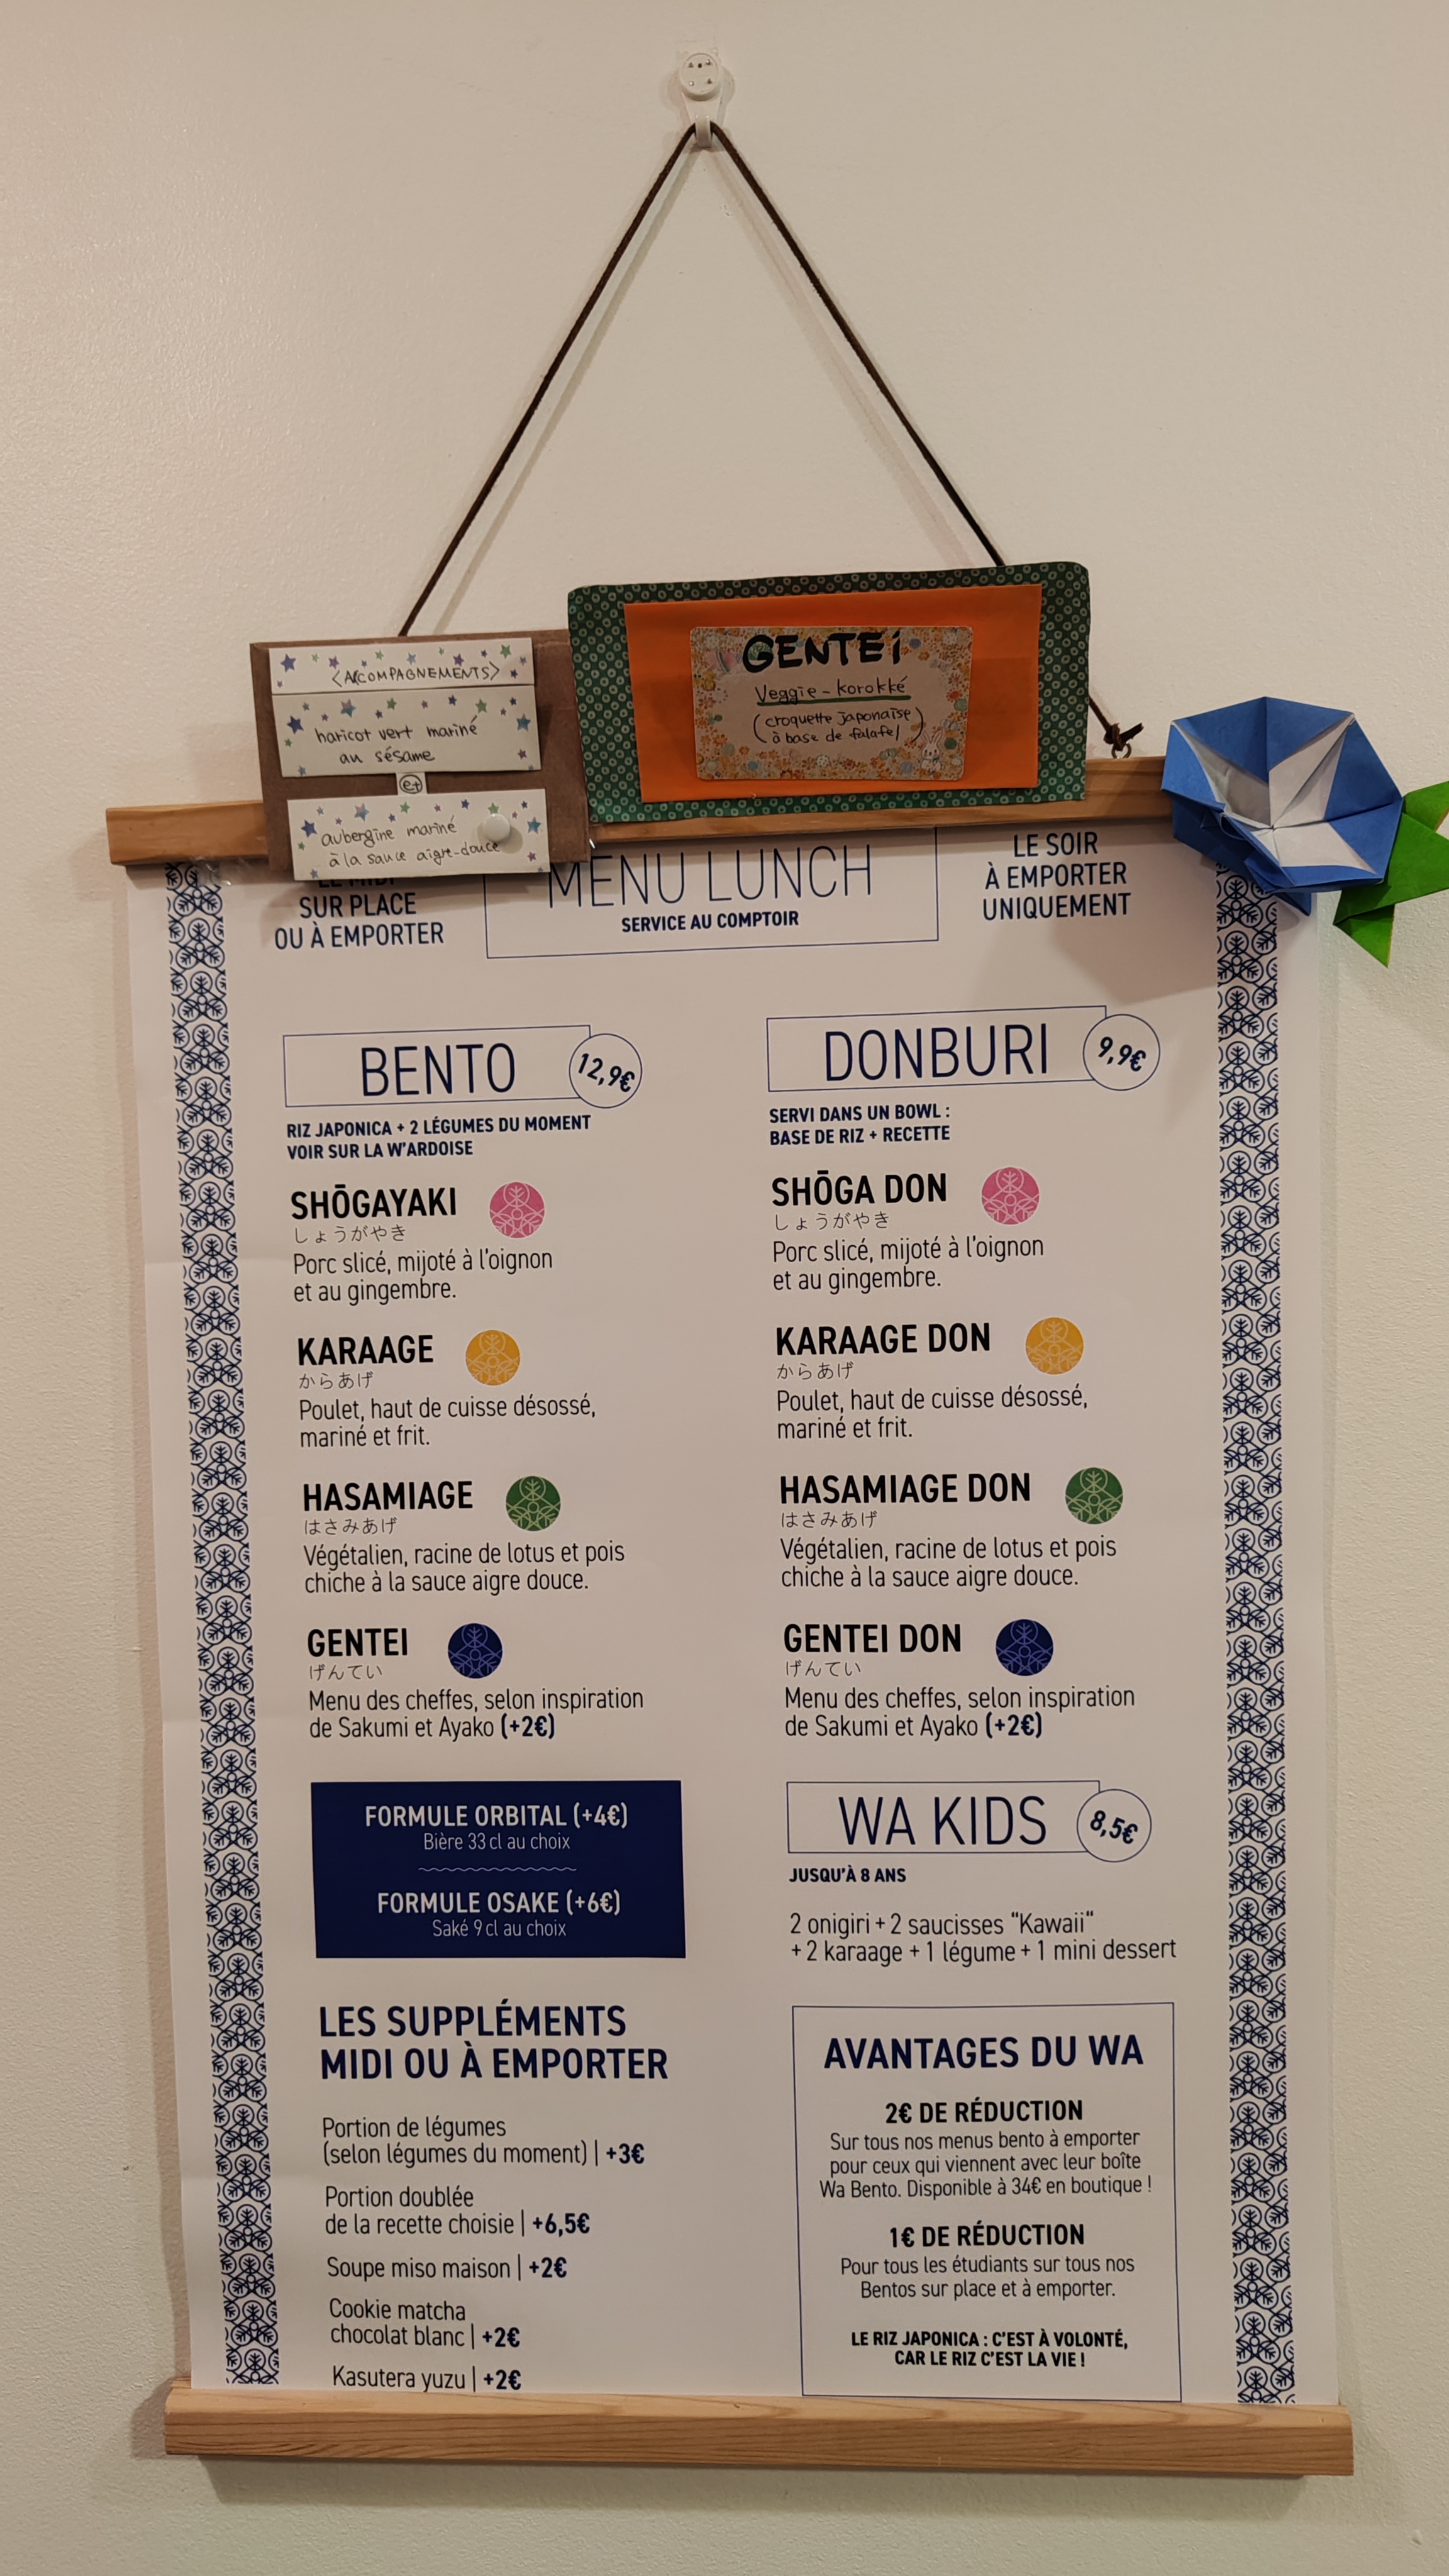 <ACCOMPAGNEMENTS>
haricot vert mariné
au sésame
et
aubergine mariné
à la sauce aigre-douce
GENTEI
Veggie-korokké
(croquette japonaise
à base de falafel)
LE MIDI
SUR PLACE
OU À EMPORTER
MENU LUNCH
SERVICE AU COMPTOIR
LE SOIR
À EMPORTER
UNIQUEMENT
BENTO
12,9€
RIZ JAPONICA + 2 LÉGUMES DU MOMENT
VOIR SUR LA W'ARDOISE
SHŌGAYAKI
しょうがやき
Porc slicé, mijoté à l'oignon
et au gingembre.
KARAAGE
からあげ
Poulet, haut de cuisse désossé,
mariné et frit.
HASAMIAGE
はさみあげ
Végétalien, racine de lotus et pois
chiche à la sauce aigre douce.
GENTEI
げんてい
Menu des cheffes, selon inspiration
de Sakumi et Ayako (+2€)
FORMULE ORBITAL (+4€)
Bière 33 cl au choix
FORMULE OSAKE (+6€)
Saké 9 cl au choix
LES SUPPLÉMENTS
MIDI OU À EMPORTER
Portion de légumes
(selon légumes du moment) | +3€
Portion doublée
de la recette choisie | +6,5€
Soupe miso maison | +2€
Cookie matcha
chocolat blanc | +2€
Kasutera yuzu | +2€
DONBURI
9,9€
SERVI DANS UN BOWL :
BASE DE RIZ + RECETTE
SHŌGA DON
しょうがやき
Porc slicé, mijoté à l'oignon
et au gingembre.
KARAAGE DON
からあげ
Poulet, haut de cuisse désossé,
mariné et frit.
HASAMIAGE DON
はさみあげ
Végétalien, racine de lotus et pois
chiche à la sauce aigre douce.
GENTEI DON
げんてい
Menu des cheffes, selon inspiration
de Sakumi et Ayako (+2€)
WA KIDS
8,5€
JUSQU'À 8 ANS
2 onigiri + 2 saucisses “Kawaii“
+ 2 karaage + 1 légume + 1 mini dessert
AVANTAGES DU WA
2€ DE RÉDUCTION
Sur tous nos menus bento à emporter
pour ceux qui viennent avec leur boîte
Wa Bento. Disponible à 34€ en boutique !
1€ DE RÉDUCTION
Pour tous les étudiants sur tous nos
Bentos sur place et à emporter.
LE RIZ JAPONICA : C'EST À VOLONTÉ,
CAR LE RIZ C'EST LA VIE !